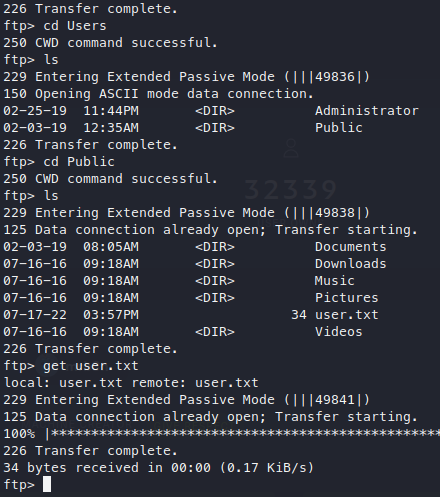 226 Transfer complete.
ftp> cd Users
250 CWD command successful.
ftp> ls
229 Entering Extended Passive Mode (|||49836|)
150 Opening ASCII mode data connection.
02-25-19  11:44PM       <DIR>          Administrator
02-03-19  12:35AM       <DIR>          Public
226 Transfer complete.
ftp> cd Public
250 CWD command successful.
32339
ftp> ls
229 Entering Extended Passive Mode (|||49838|)
125 Data connection already open; Transfer starting.
02-03-19  08:05AM       <DIR>          Documents
07-16-16  09:18AM       <DIR>          Downloads
07-16-16  09:18AM       <DIR>          Music
07-16-16  09:18AM       <DIR>          Pictures
07-17-22  03:57PM                   34 user.txt
07-16-16  09:18AM       <DIR>          Videos
226 Transfer complete.
ftp> get user.txt
local: user.txt remote: user.txt
229 Entering Extended Passive Mode (|||49841|)
125 Data connection already open; Transfer starting.
100% |**************************************************
226 Transfer complete.
34 bytes received in 00:00 (0.17 KiB/s)
ftp>